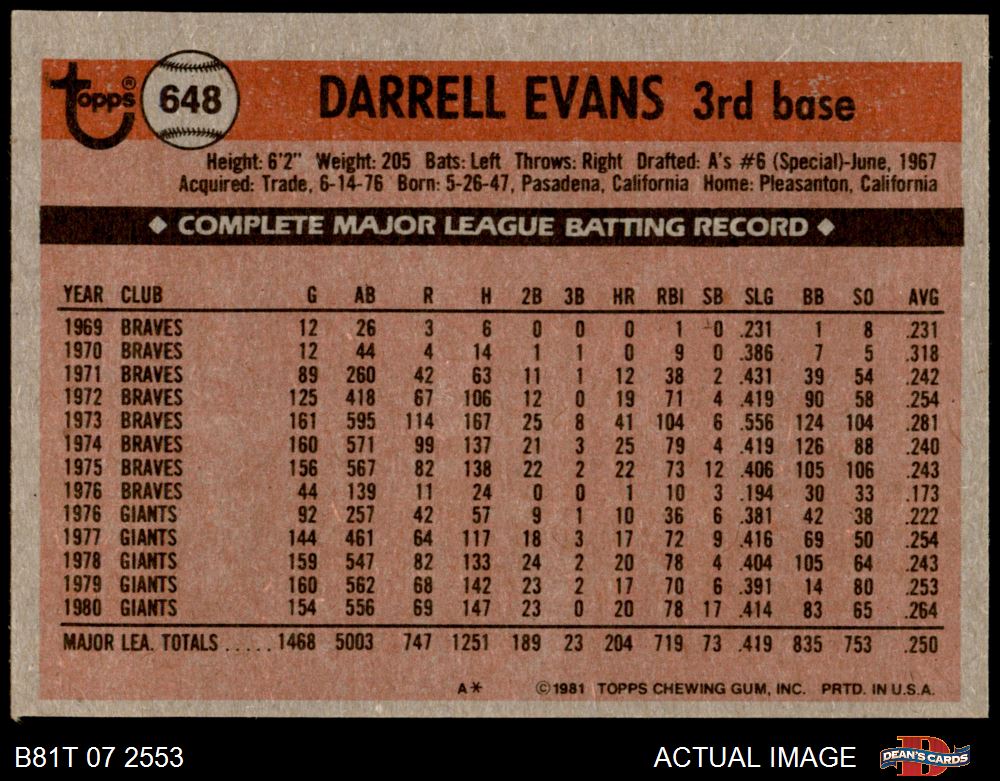 topps® 648 DARRELL EVANS 3rd base
Height: 6'2" Weight: 205 Bats: Left Throws: Right Drafted: A's #6 (Special)-June, 1967
Acquired: Trade, 6-14-76 Born: 5-26-47, Pasadena, California Home: Pleasanton, California
◆ COMPLETE MAJOR LEAGUE BATTING RECORD ◆
YEAR CLUB G AB R H 2B 3B HR RBI SB SLG BB SO AVG
1969 BRAVES 12 26 3 6 0 0 0 1 0 .231 1 8 .231
1970 BRAVES 12 44 4 14 1 1 0 9 0 .386 7 5 .318
1971 BRAVES 89 260 42 63 11 1 12 38 2 .431 39 54 .242
1972 BRAVES 125 418 67 106 12 0 19 71 4 .419 90 58 .254
1973 BRAVES 161 595 114 167 25 8 41 104 6 .556 124 104 .281
1974 BRAVES 160 571 99 137 21 3 25 79 4 .419 126 88 .240
1975 BRAVES 156 567 82 138 22 2 22 73 12 .406 105 106 .243
1976 BRAVES 44 139 11 24 0 0 1 10 3 .194 30 33 .173
1976 GIANTS 92 257 42 57 9 1 10 36 6 .381 42 38 .222
1977 GIANTS 144 461 64 117 18 3 17 72 9 .416 69 50 .254
1978 GIANTS 159 547 82 133 24 2 20 78 4 .404 105 64 .243
1979 GIANTS 160 562 68 142 23 2 17 70 6 .391 14 80 .253
1980 GIANTS 154 556 69 147 23 0 20 78 17 .414 83 65 .264
MAJOR LEA. TOTALS ..... 1468 5003 747 1251 189 23 204 719 73 .419 835 753 .250
A* ©1981 TOPPS CHEWING GUM, INC. PRTD. IN U.S.A.
B81T 07 2553 ACTUAL IMAGE DEAN'S CARDS